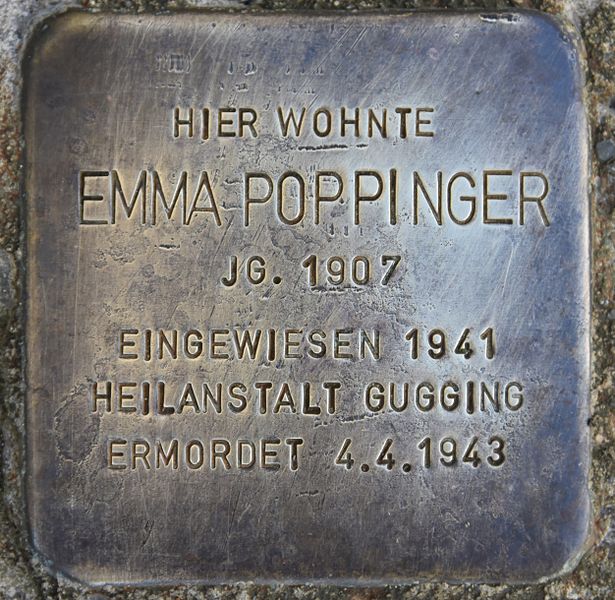 HIER WOHNTE
EMMA POPPINGER
JG. 1907
EINGEWIESEN 1941
HEILANSTALT GUGGING
ERMORDET 4.4.1943